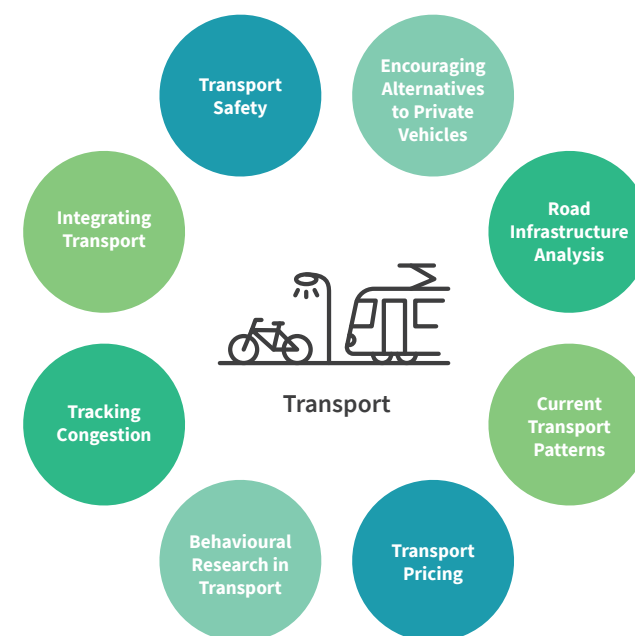 Transport
Safety
Encouraging
Alternatives
to Private
Vehicles
Integrating
Transport
Road
Infrastructure
Analysis
Transport
Tracking
Congestion
Current
Transport
Patterns
Behavioural
Research in
Transport
Transport
Pricing